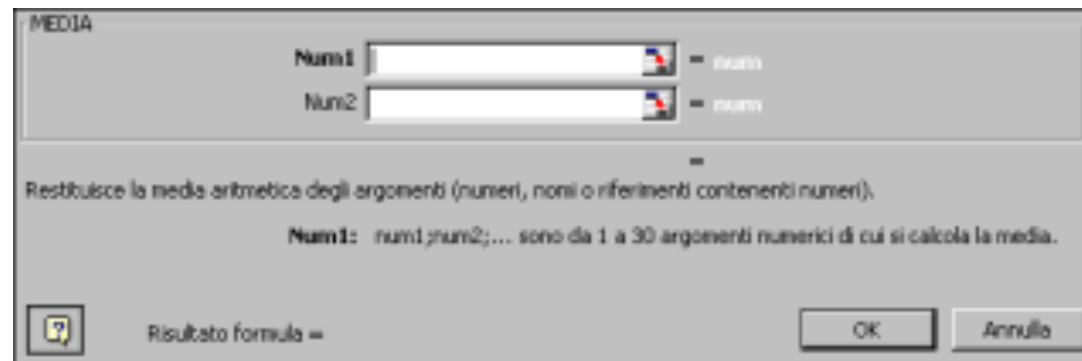 MEDIA
Num1 = num
Num2 = num
=
Restituisce la media aritmetica degli argomenti (numeri, nomi o riferimenti contenenti numeri).
Num1: num1;num2;... sono da 1 a 30 argomenti numerici di cui si calcola la media.
? Risultato formula = OK Annulla